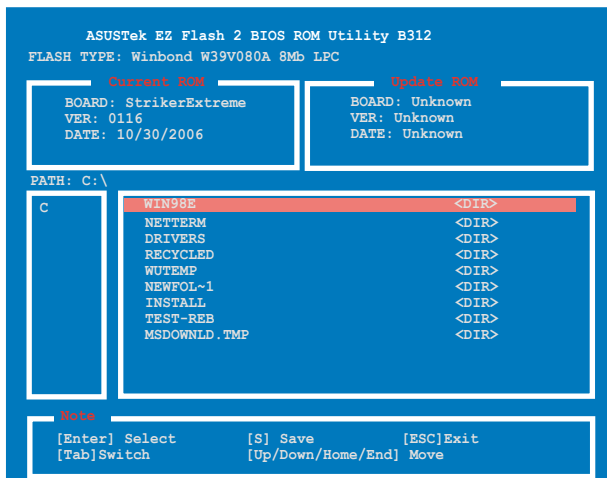 ASUSTek EZ Flash 2 BIOS ROM Utility B312
FLASH TYPE: Winbond W39V080A 8Mb LPC
Current ROM
BOARD: StrikerExtreme
VER: 0116
DATE: 10/30/2006
Update ROM
BOARD: Unknown
VER: Unknown
DATE: Unknown
PATH: C:\
C
WIN98E <DIR>
NETTERM <DIR>
DRIVERS <DIR>
RECYCLED <DIR>
WUTEMP <DIR>
NEWFOL~1 <DIR>
INSTALL <DIR>
TEST-REB <DIR>
MSDOWNLD.TMP <DIR>
Note
[Enter] Select [S] Save [ESC]Exit
[Tab]Switch [Up/Down/Home/End] Move